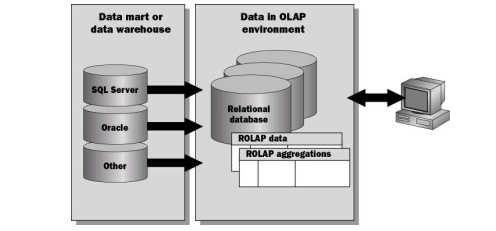 Data mart or
data warehouse
Data in OLAP
environment
SQL Server
Oracle
Other
Relational
database
ROLAP data
ROLAP aggregations